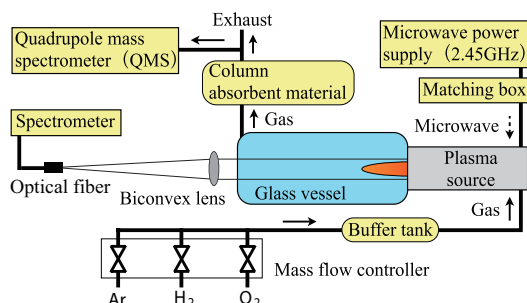 Exhaust
Quadrupole mass
spectrometer (QMS)
Microwave power
supply (2.45GHz)
Column
absorbent material
Matching box
Spectrometer
Gas
Microwave
Optical fiber
Biconvex lens
Glass vessel
Plasma
source
Gas
Buffer tank
Mass flow controller
Ar
H2
O2